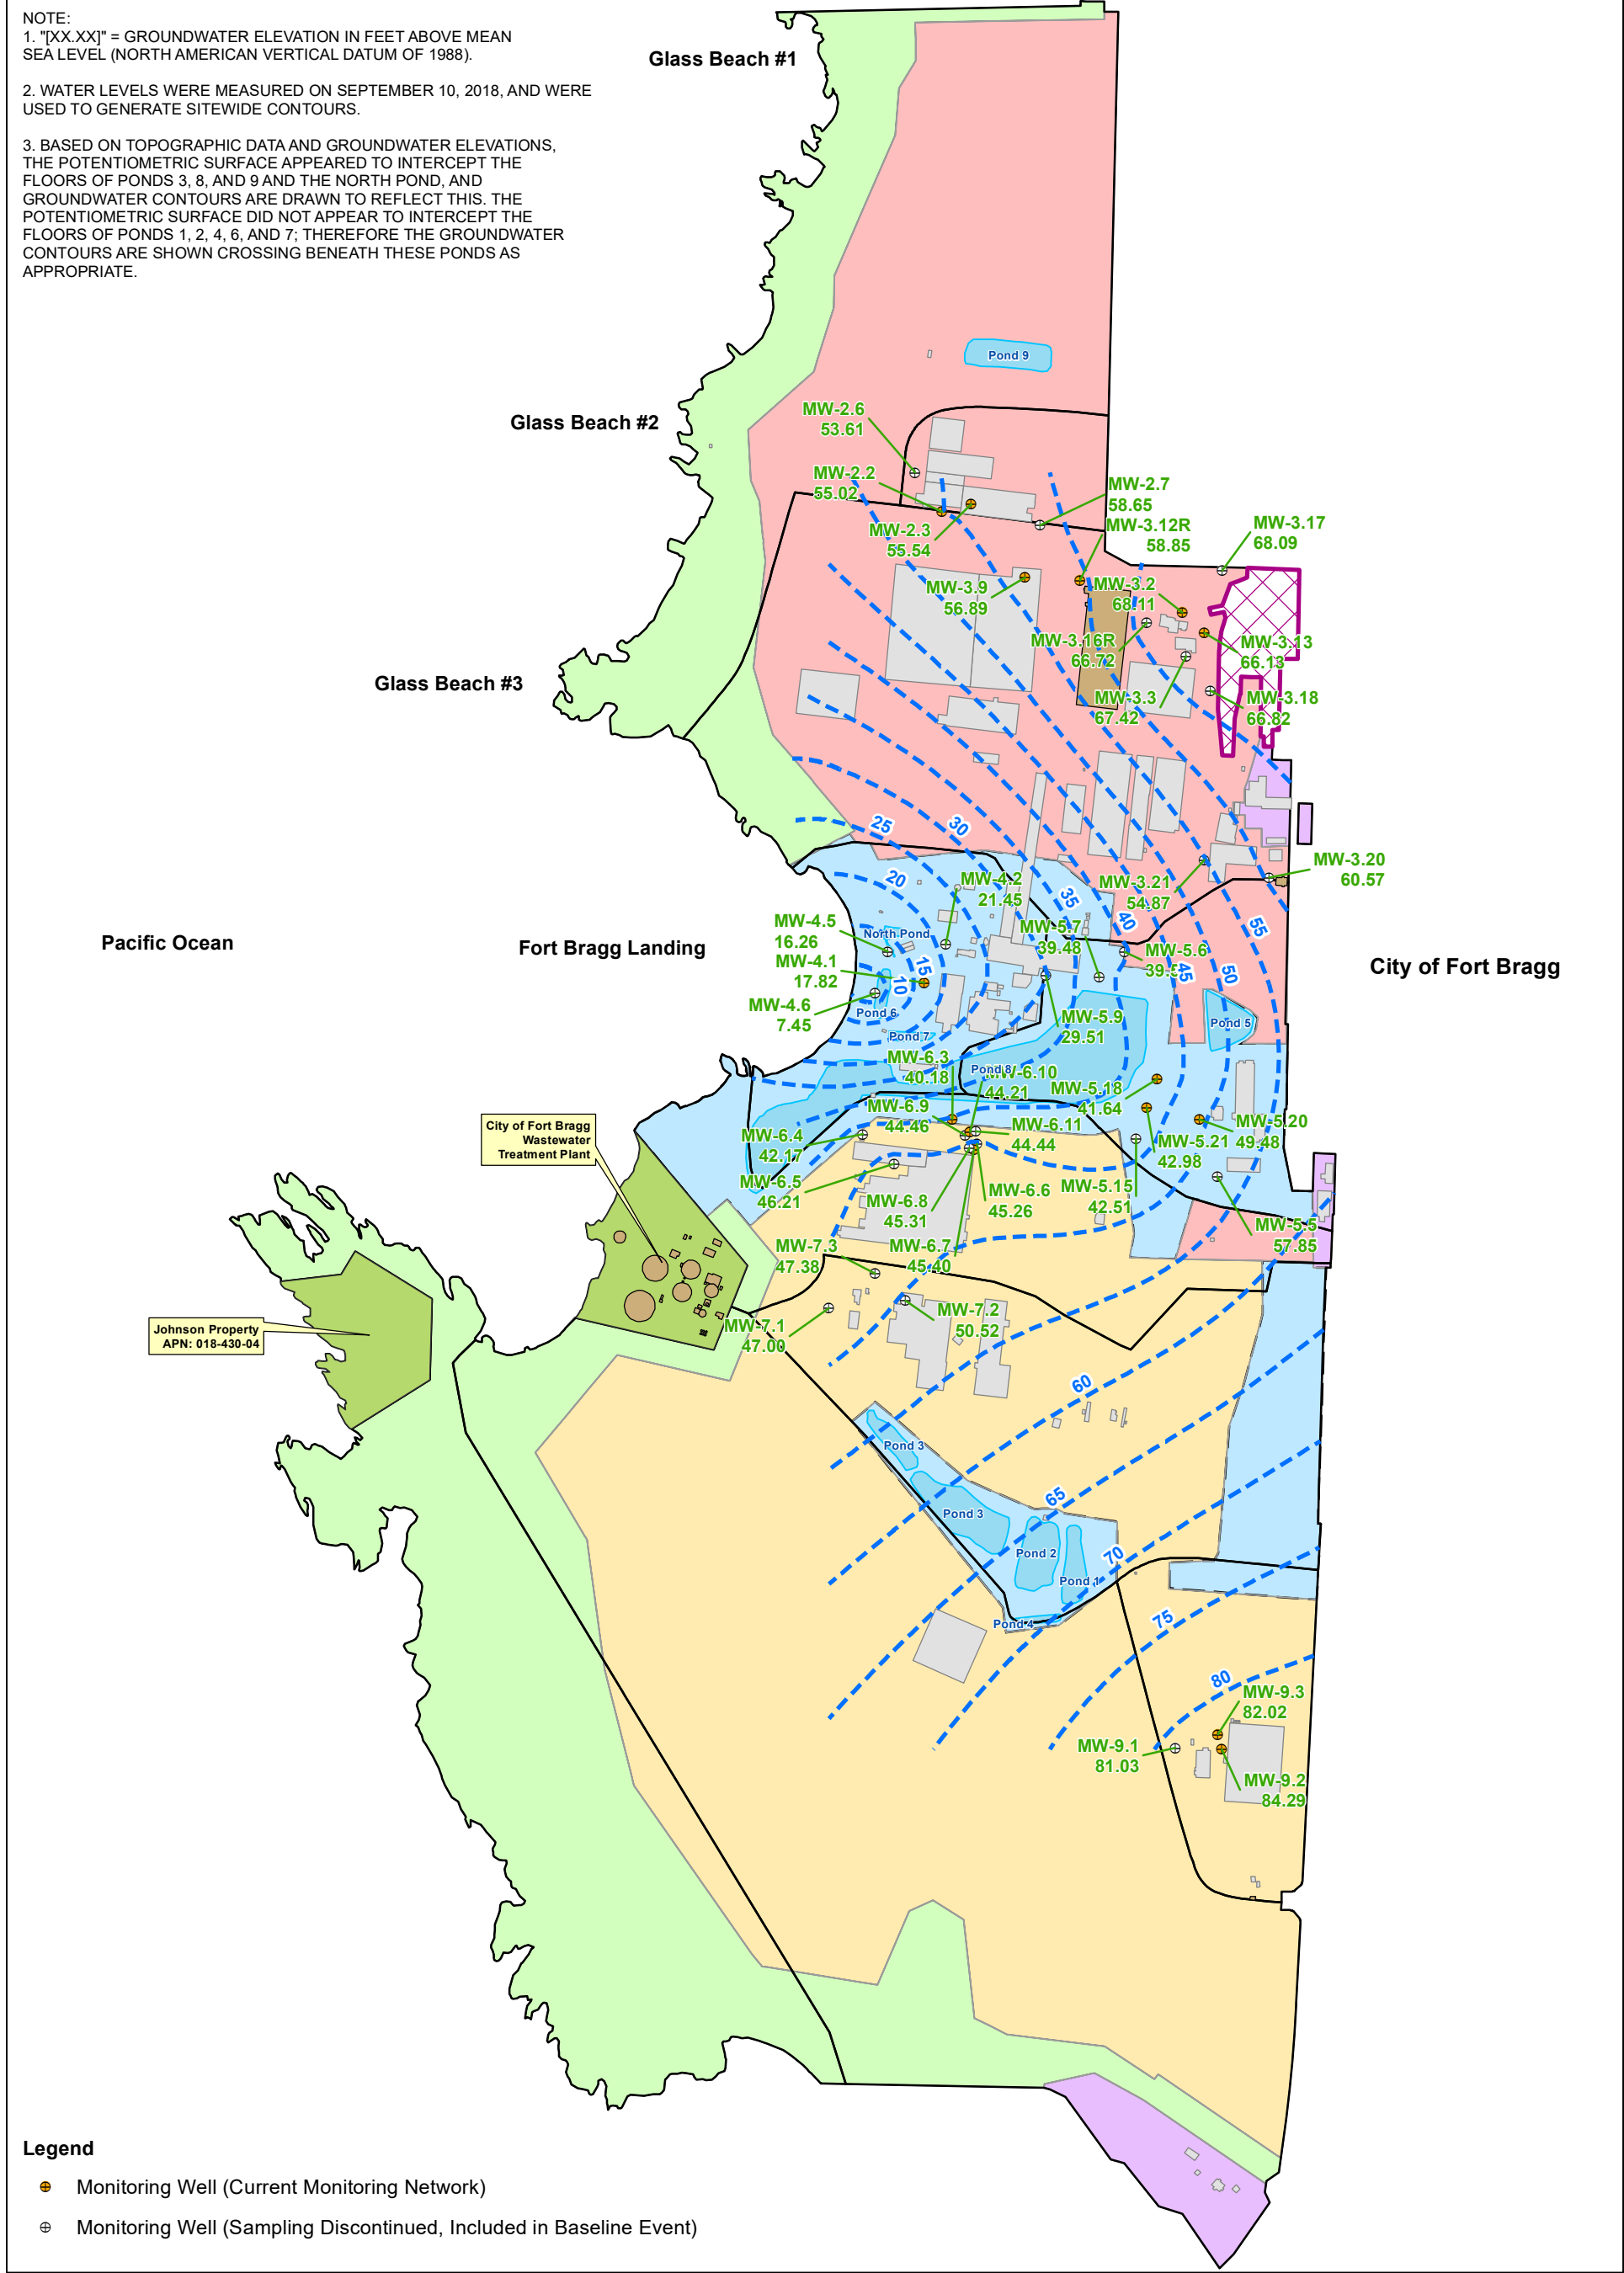 NOTE:
1. "[XX.XX]" = GROUNDWATER ELEVATION IN FEET ABOVE MEAN
SEA LEVEL (NORTH AMERICAN VERTICAL DATUM OF 1988).
2. WATER LEVELS WERE MEASURED ON SEPTEMBER 10, 2018, AND WERE
USED TO GENERATE SITEWIDE CONTOURS.
3. BASED ON TOPOGRAPHIC DATA AND GROUNDWATER ELEVATIONS,
THE POTENTIOMETRIC SURFACE APPEARED TO INTERCEPT THE
FLOORS OF PONDS 3, 8, AND 9 AND THE NORTH POND, AND
GROUNDWATER CONTOURS ARE DRAWN TO REFLECT THIS. THE
POTENTIOMETRIC SURFACE DID NOT APPEAR TO INTERCEPT THE
FLOORS OF PONDS 1, 2, 4, 6, AND 7; THEREFORE THE GROUNDWATER
CONTOURS ARE SHOWN CROSSING BENEATH THESE PONDS AS
APPROPRIATE.
Glass Beach #1
Pond 9
Glass Beach #2
MW-2.6
53.61
MW-2.2
55.02
MW-2.3
55.54
MW-2.7
58.65
MW-3.12R
58.85
MW-3.17
68.09
MW-3.9
56.89
MW-3.2
68.11
MW-3.16R
66.72
MW-3.13
66.13
MW-3.3
67.42
MW-3.18
66.82
Glass Beach #3
25
30
20
35
40
55
MW-3.20
60.57
MW-3.21
54.87
MW-4.2
21.45
MW-4.5
16.26
North Pond
MW-4.1
17.82
15
10
MW-4.6
7.45
Pond 6
Pond 7
MW-5.7
39.48
MW-5.6
39.5
45
50
Pacific Ocean
Fort Bragg Landing
City of Fort Bragg
MW-5.9
29.51
Pond 5
MW-6.3
40.18
Pond 8
MW-6.10
44.21
MW-5.18
41.64
MW-6.9
44.46
MW-6.11
44.44
MW-5.20
49.48
MW-5.21
42.98
MW-6.4
42.17
MW-6.5
46.21
MW-6.8
45.31
MW-6.6
45.26
MW-5.15
42.51
MW-5.5
57.85
City of Fort Bragg
Wastewater
Treatment Plant
MW-7.3
47.38
MW-6.7
45.40
MW-7.1
47.00
MW-7.2
50.52
Johnson Property
APN: 018-430-04
60
Pond 3
65
Pond 3
Pond 2
70
Pond 1
Pond 4
75
80
MW-9.3
82.02
MW-9.1
81.03
MW-9.2
84.29
Legend
Monitoring Well (Current Monitoring Network)
Monitoring Well (Sampling Discontinued, Included in Baseline Event)